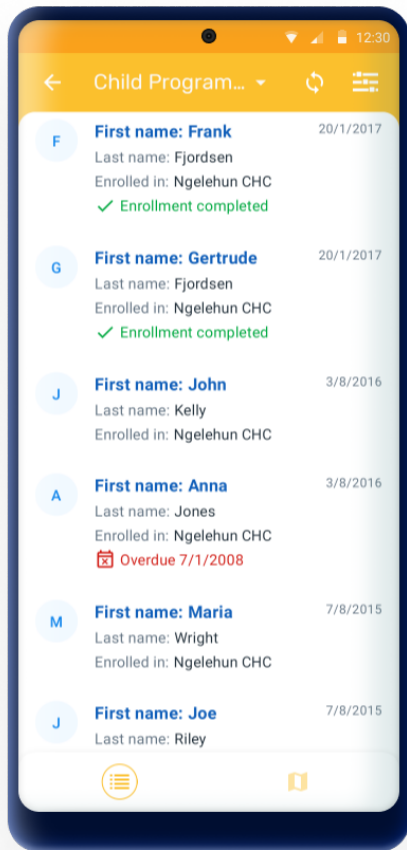 12:30
Child Program...
F
First name: Frank
20/1/2017
Last name: Fjordsen
Enrolled in: Ngelehun CHC
Enrollment completed
G
First name: Gertrude
20/1/2017
Last name: Fjordsen
Enrolled in: Ngelehun CHC
Enrollment completed
J
First name: John
3/8/2016
Last name: Kelly
Enrolled in: Ngelehun CHC
A
First name: Anna
3/8/2016
Last name: Jones
Enrolled in: Ngelehun CHC
Overdue 7/1/2008
M
First name: Maria
7/8/2015
Last name: Wright
Enrolled in: Ngelehun CHC
J
First name: Joe
7/8/2015
Last name: Riley